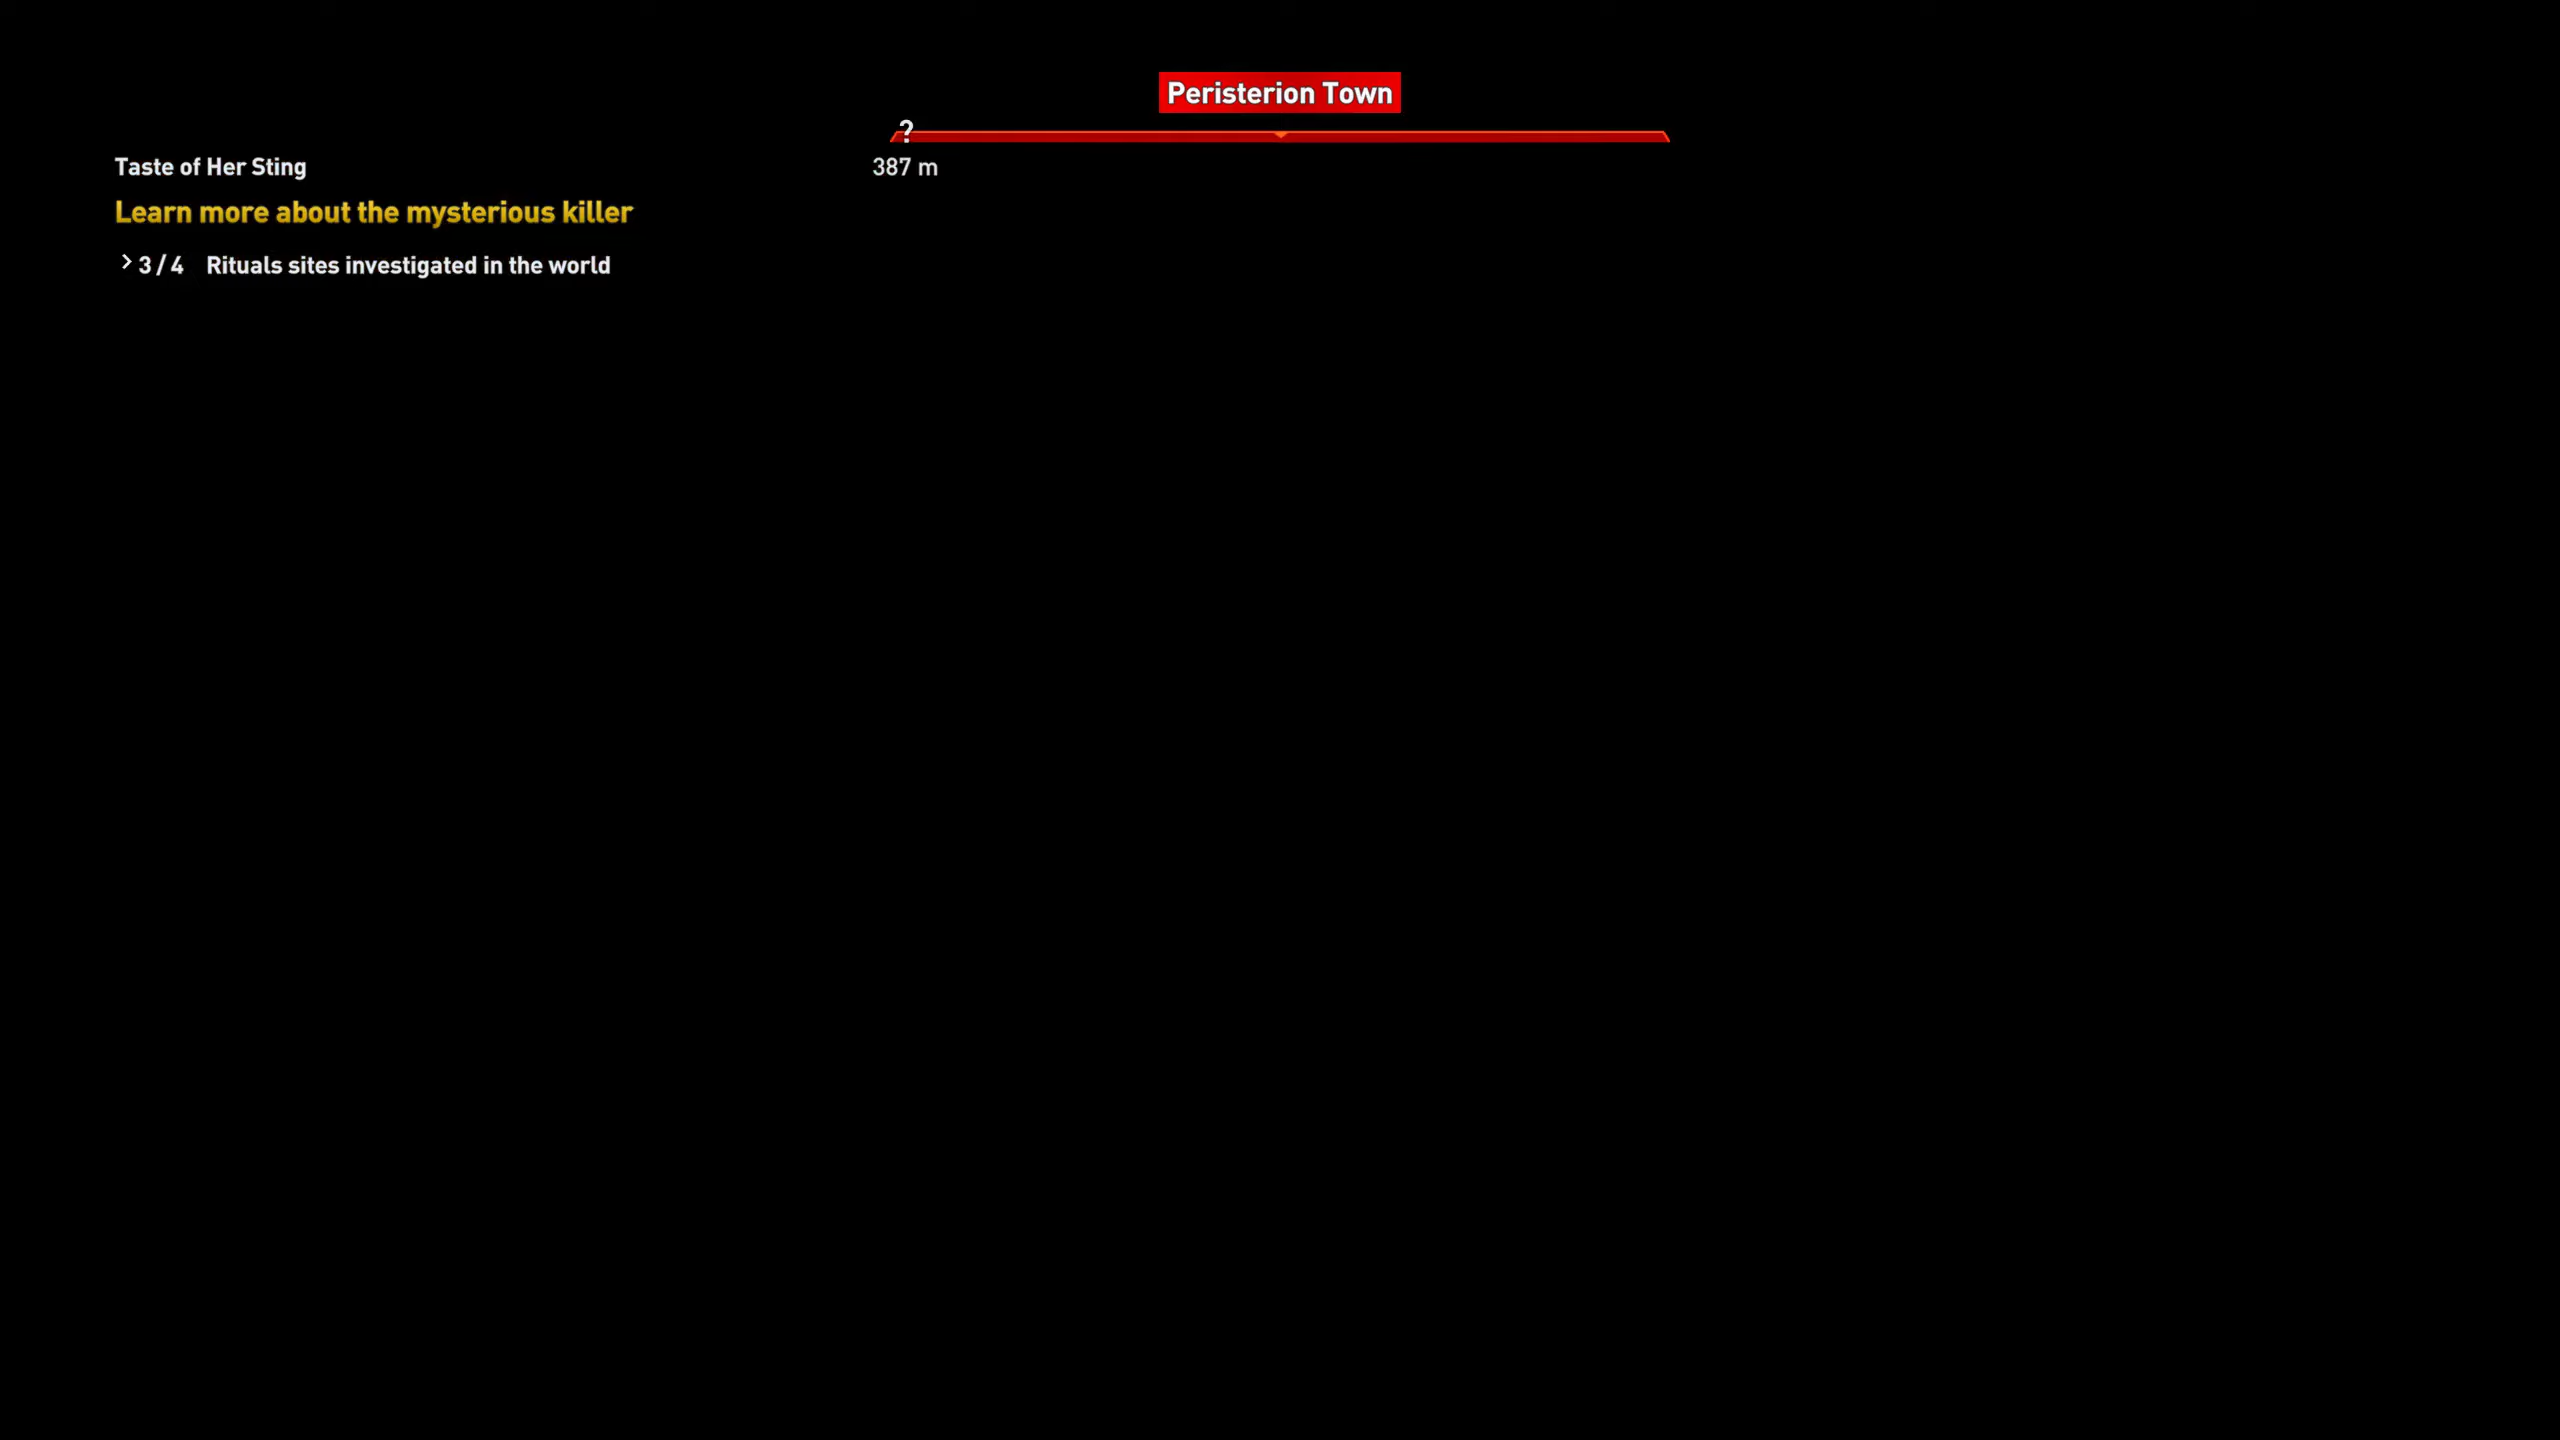 Peristerion Town
?
387 m
Taste of Her Sting
Learn more about the mysterious killer
> 3 / 4 Rituals sites investigated in the world